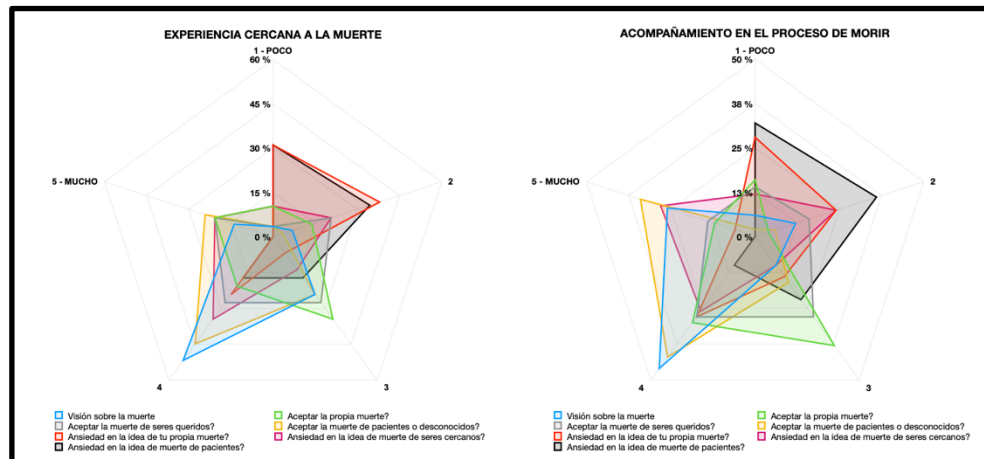 EXPERIENCIA CERCANA A LA MUERTE
1 - POCO
60 %
45 %
30 %
15 %
0 %
2
3
4
5 - MUCHO
Visión sobre la muerte
Aceptar la muerte de seres queridos?
Ansiedad en la idea de tu propia muerte?
Ansiedad en la idea de muerte de pacientes?
Aceptar la propia muerte?
Aceptar la muerte de pacientes o desconocidos?
Ansiedad en la idea de muerte de seres cercanos?
ACOMPAÑAMIENTO EN EL PROCESO DE MORIR
1 - POCO
50 %
38 %
25 %
13 %
0 %
2
3
4
5 - MUCHO
Visión sobre la muerte
Aceptar la muerte de seres queridos?
Ansiedad en la idea de tu propia muerte?
Ansiedad en la idea de muerte de pacientes?
Aceptar la propia muerte?
Aceptar la muerte de pacientes o desconocidos?
Ansiedad en la idea de muerte de seres cercanos?